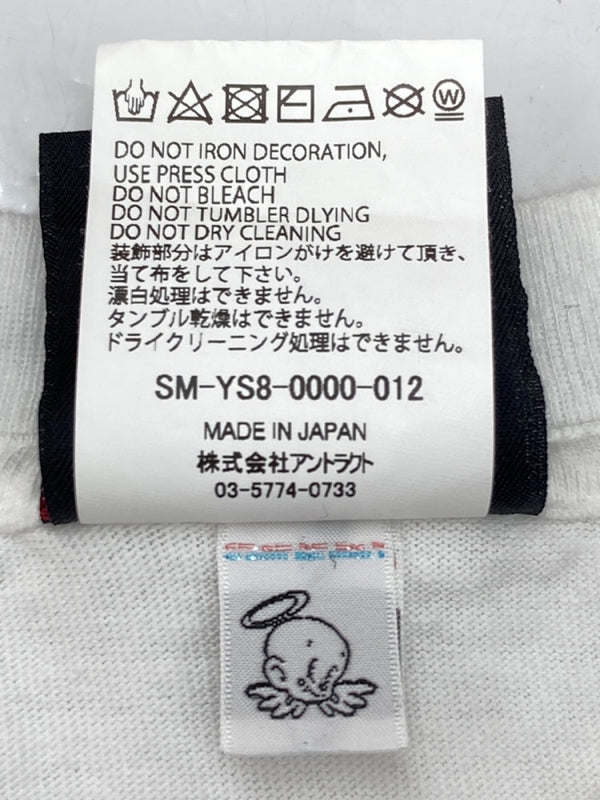 W
DO NOT IRON DECORATION,
USE PRESS CLOTH
DO NOT BLEACH
DO NOT TUMBLER DLYING
DO NOT DRY CLEANING
装飾部分はアイロンがけを避けて頂き、
当て布をして下さい。
漂白処理はできません。
タンブル乾燥はできません。
ドライクリーニング処理はできません。
SM-YS8-0000-012
MADE IN JAPAN
株式会社アントラクト
03-5774-0733